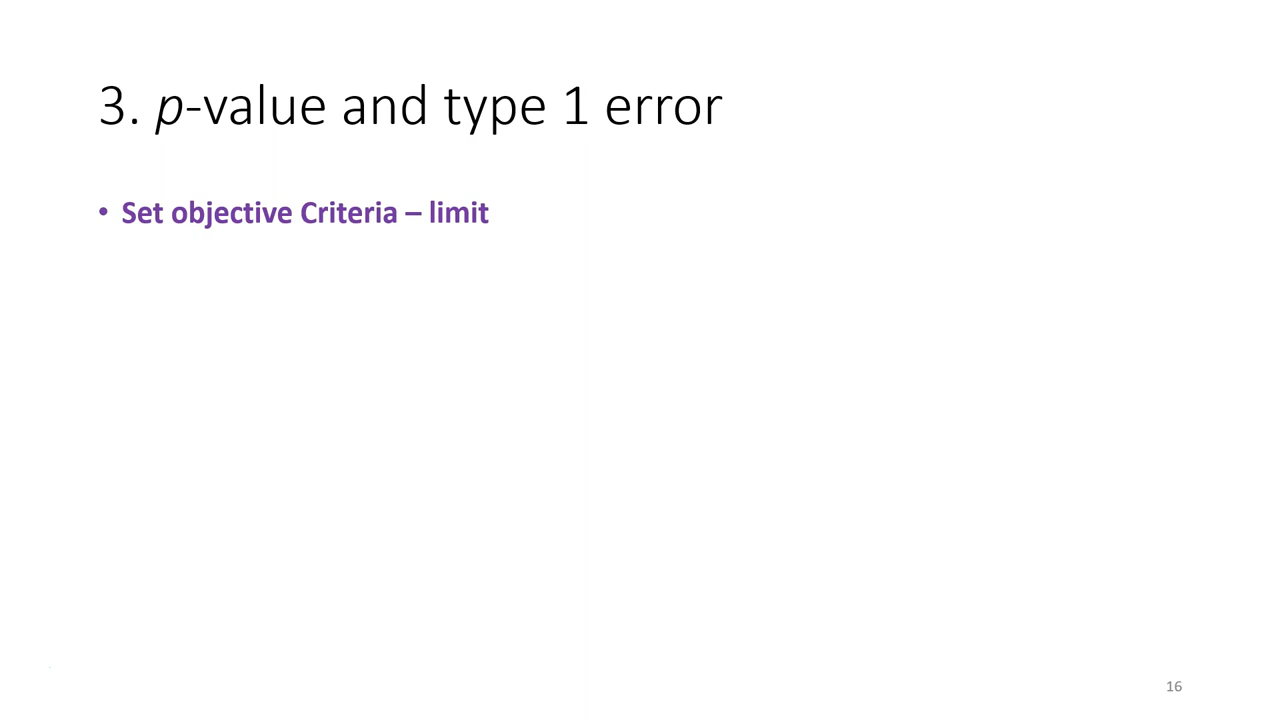 3. p-value and type 1 error
• Set objective Criteria – limit
16